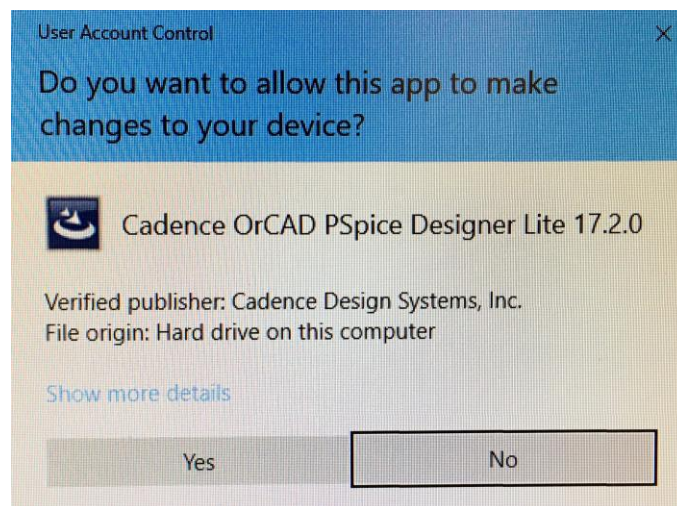 User Account Control
Do you want to allow this app to make
changes to your device?
Cadence OrCAD PSpice Designer Lite 17.2.0
Verified publisher: Cadence Design Systems, Inc.
File origin: Hard drive on this computer
Show more details
Yes No